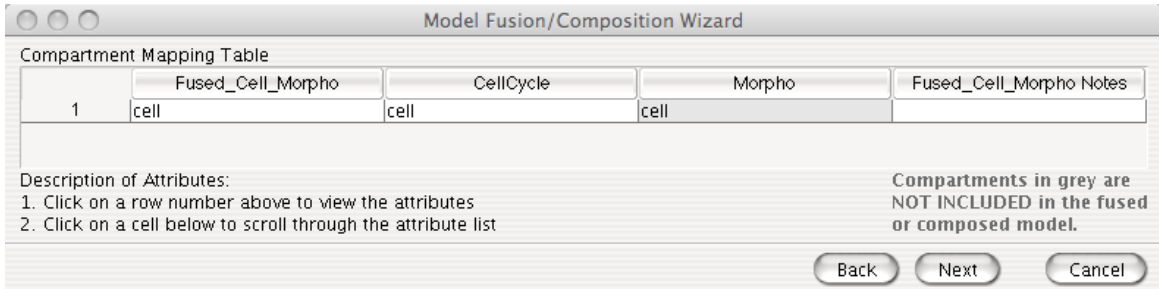 Model Fusion/Composition Wizard
Compartment Mapping Table
Fused_Cell_Morpho CellCycle Morpho Fused_Cell_Morpho Notes
1 cell cell cell
Description of Attributes:
1. Click on a row number above to view the attributes
2. Click on a cell below to scroll through the attribute list
Compartments in grey are
NOT INCLUDED in the fused
or composed model.
Back Next Cancel